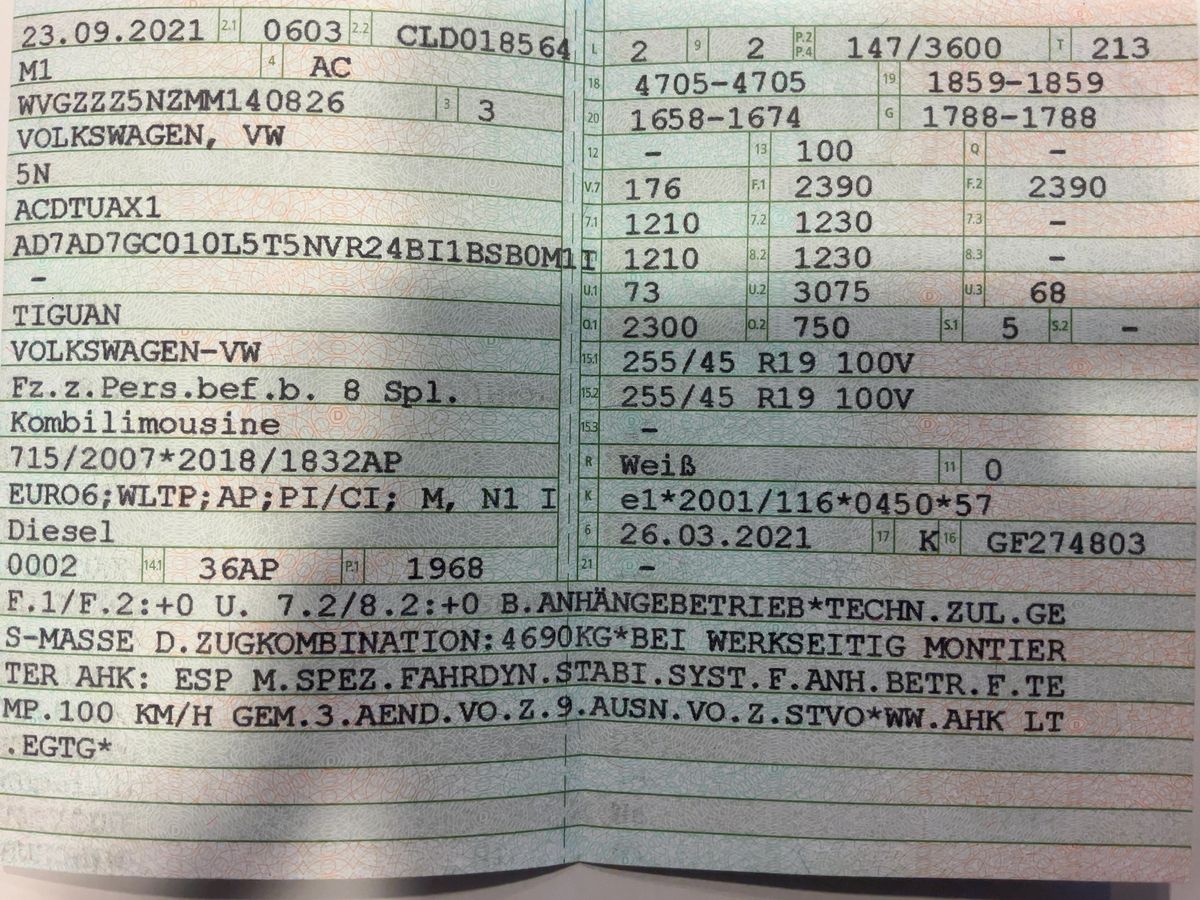 23.09.2021 2.1 0603 2.2 CLD018564
M1 4 AC
WVGZZZ5NZMM140826 3 3
VOLKSWAGEN, VW
5N
ACDTUAX1
AD7AD7GC010L5T5NVR24BI1BSB0M1I
–
TIGUAN
VOLKSWAGEN-VW
Fz.z.Pers.bef.b. 8 Spl.
Kombilimousine
715/2007*2018/1832AP
EURO6;WLTP;AP;PI/CI; M, N1 I
Diesel
0002 14.1 36AP P.1 1968
L 2 9 2 P.2 P.4 147/3600 T 213
18 4705-4705 19 1859-1859
20 1658-1674 G 1788-1788
12 – 13 100 Q –
V.7 176 F.1 2390 F.2 2390
7.1 1210 7.2 1230 7.3 –
1210 8.2 1230 8.3 –
U.1 73 U.2 3075 U.3 68
O.1 2300 O.2 750 S.1 5 S.2 –
15.1 255/45 R19 100V
15.2 255/45 R19 100V
15.3 –
R Weiß 11 0
K e1*2001/116*0450*57
6 26.03.2021 17 K 16 GF274803
21 –
F.1/F.2:+0 U. 7.2/8.2:+0 B.ANHÄNGEBETRIEB*TECHN.ZUL.GE
S-MASSE D.ZUGKOMBINATION:4690KG*BEI WERKSEITIG MONTIER
TER AHK: ESP M.SPEZ.FAHRDYN.STABI.SYST.F.ANH.BETR.F.TE
MP.100 KM/H GEM.3.AEND.VO.Z.9.AUSN.VO.Z.STVO*WW.AHK LT
.EGTG*